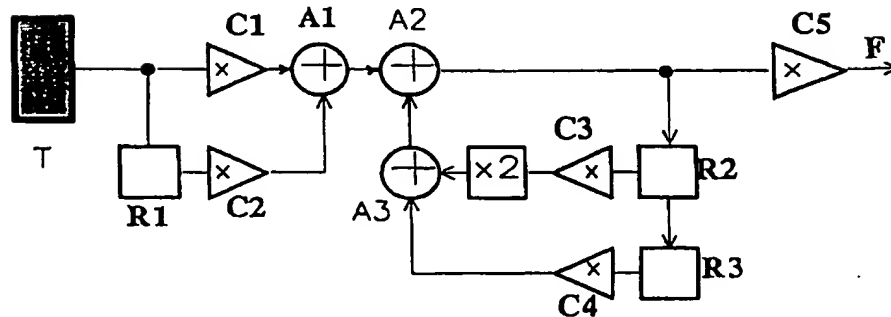 C1 A1 A2 C5
× + + × F
T
C3
R1 × C2 A3 + ×2 × R2
× C4 R3